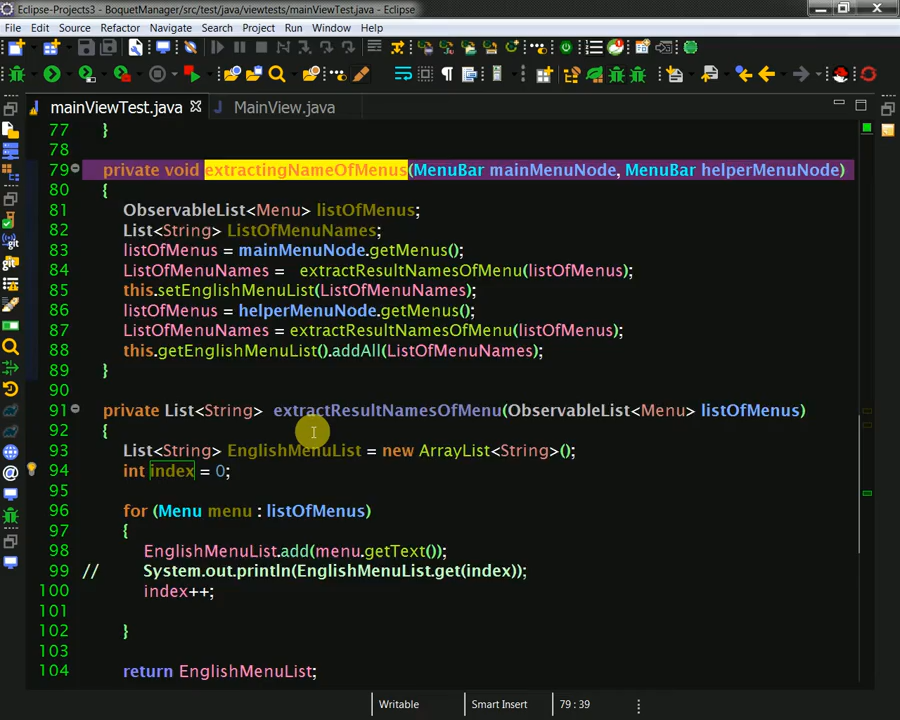 Eclipse-Projects3 - BoquetManager/src/test/java/viewtests/mainViewTest.java - Eclipse
File Edit Source Refactor Navigate Search Project Run Window Help
mainViewTest.java MainView.java
77 }
78
79 private void extractingNameOfMenus(MenuBar mainMenuNode, MenuBar helperMenuNode)
80 {
81 ObservableList<Menu> listOfMenus;
82 List<String> ListOfMenuNames;
83 listOfMenus = mainMenuNode.getMenus();
84 ListOfMenuNames = extractResultNamesOfMenu(listOfMenus);
85 this.setEnglishMenuList(ListOfMenuNames);
86 listOfMenus = helperMenuNode.getMenus();
87 ListOfMenuNames = extractResultNamesOfMenu(listOfMenus);
88 this.getEnglishMenuList().addAll(ListOfMenuNames);
89 }
90
91 private List<String> extractResultNamesOfMenu(ObservableList<Menu> listOfMenus)
92 {
93 List<String> EnglishMenuList = new ArrayList<String>();
94 int index = 0;
95
96 for (Menu menu : listOfMenus)
97 {
98 EnglishMenuList.add(menu.getText());
99 // System.out.println(EnglishMenuList.get(index));
100 index++;
101
102 }
103
104 return EnglishMenuList;
Writable Smart Insert 79 : 39